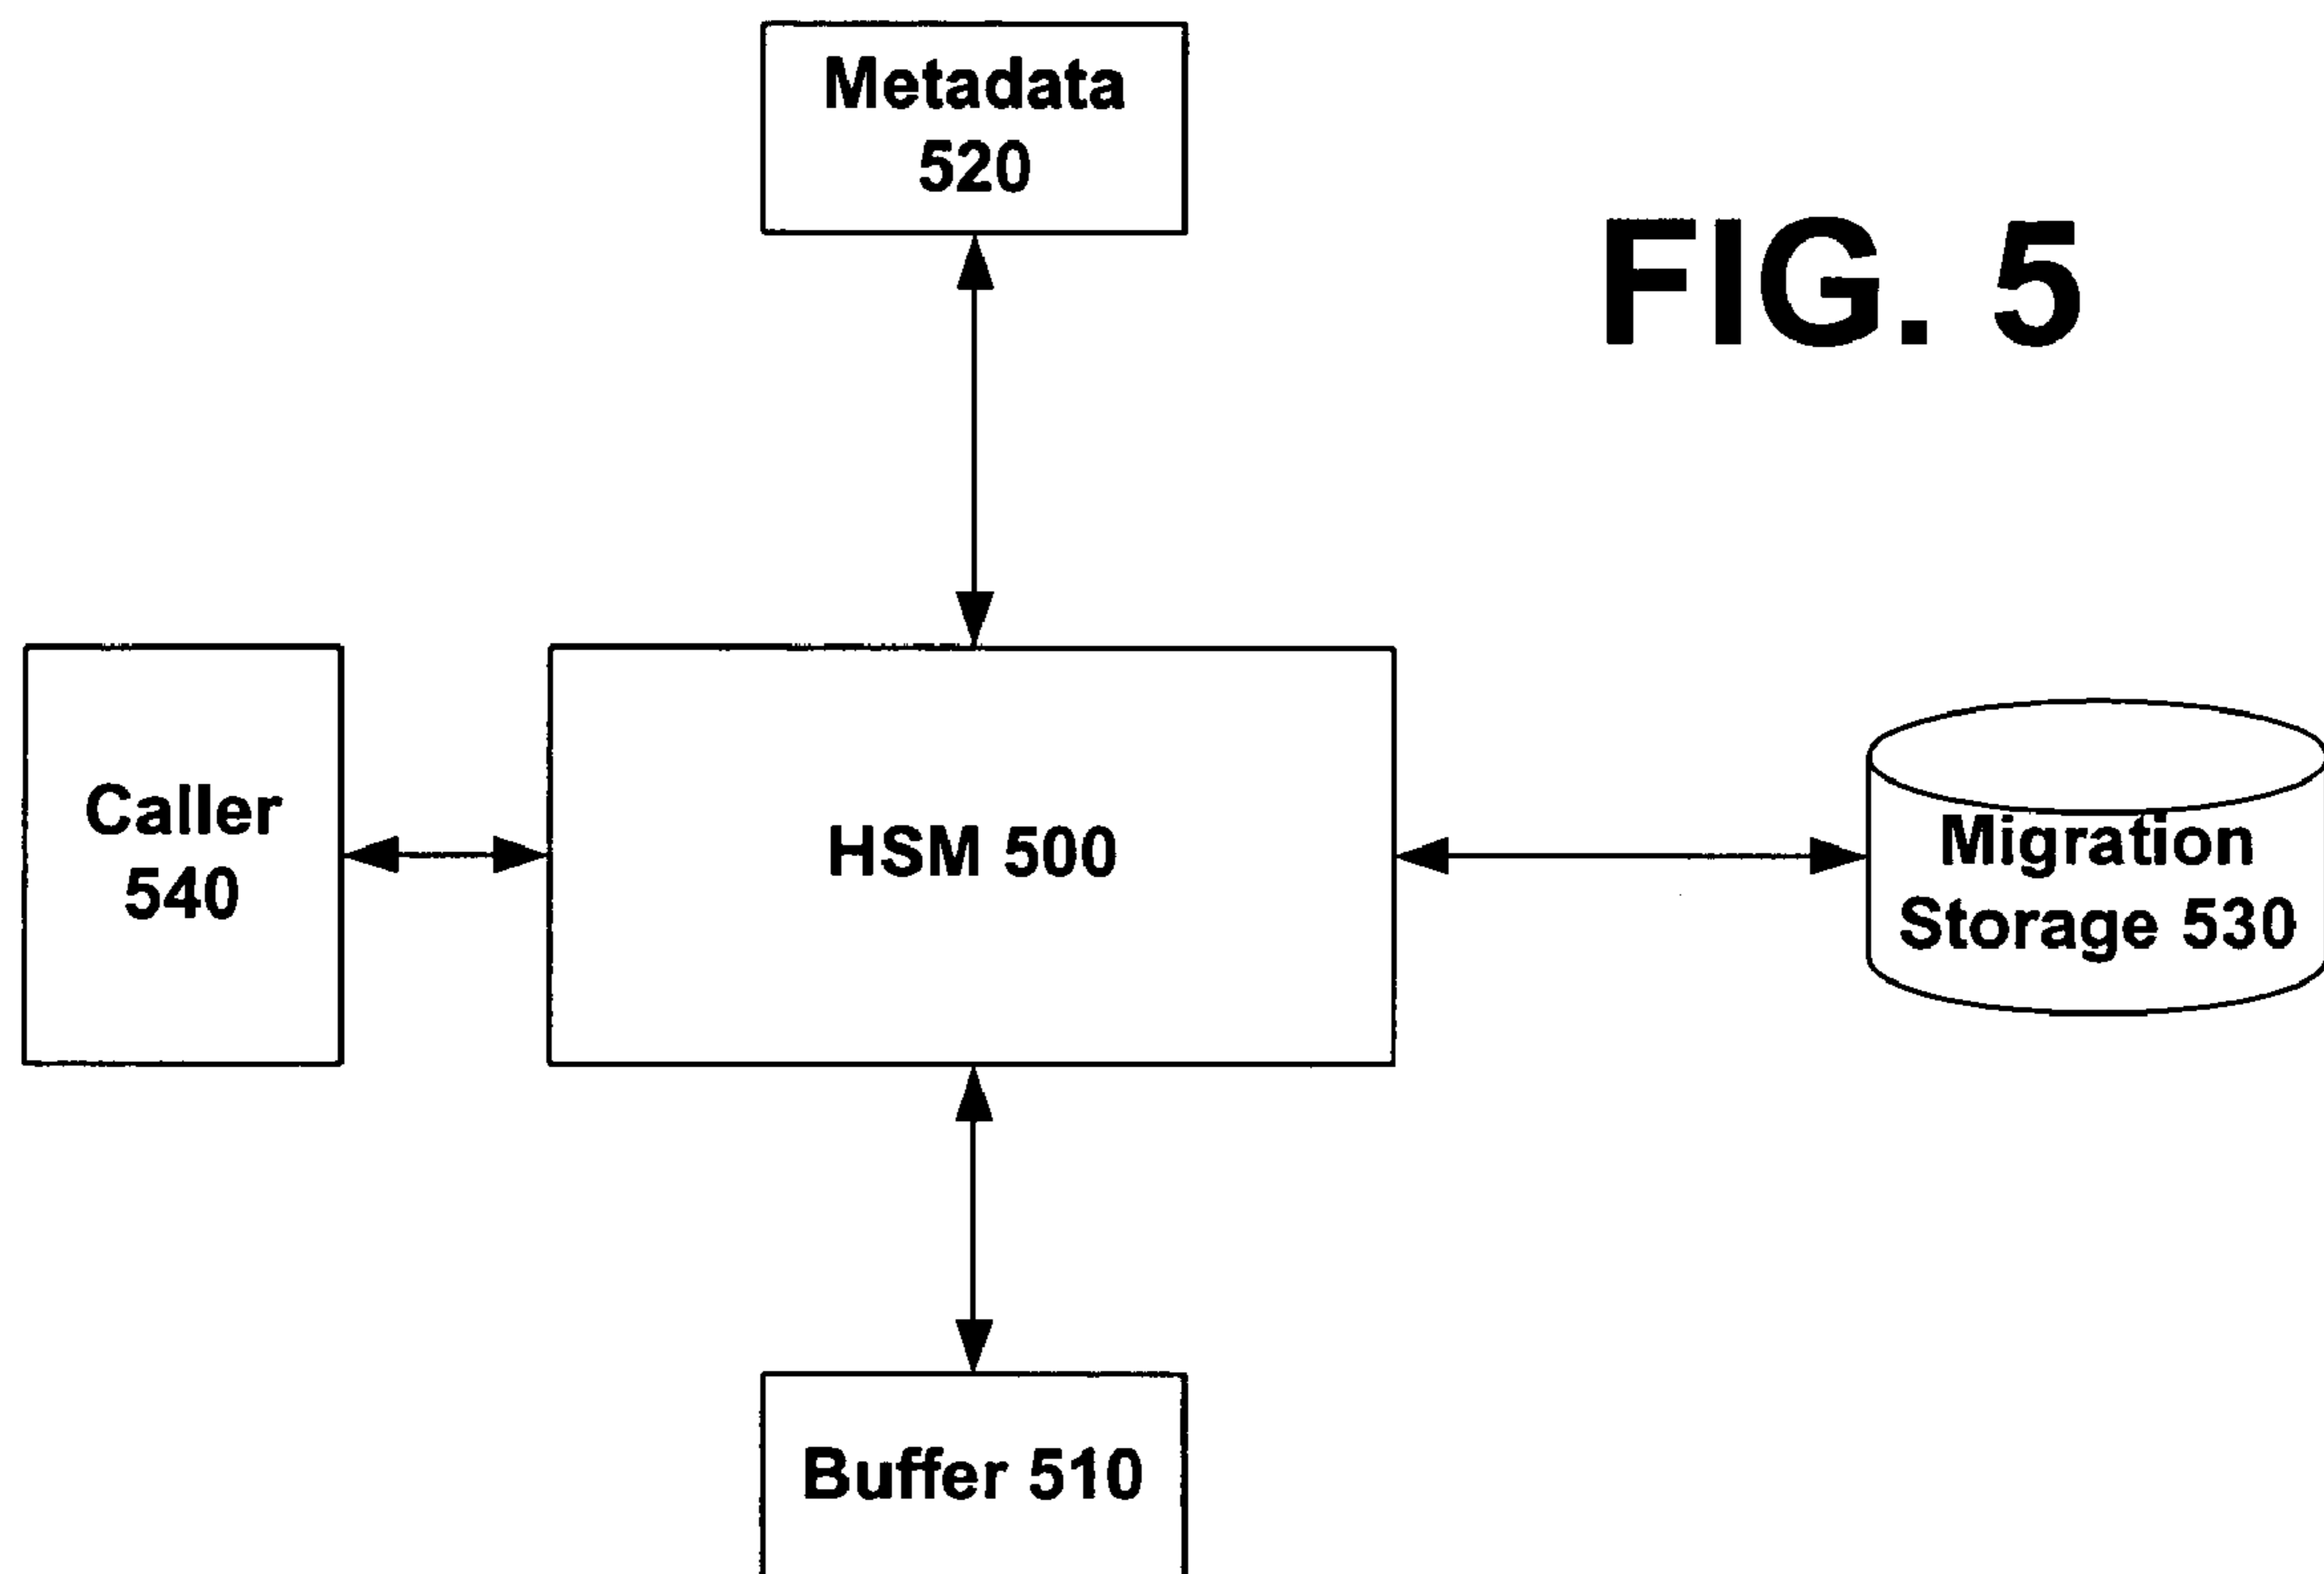 Metadata
520
FIG. 5
Caller
540
HSM 500
Migration
Storage 530
Buffer 510